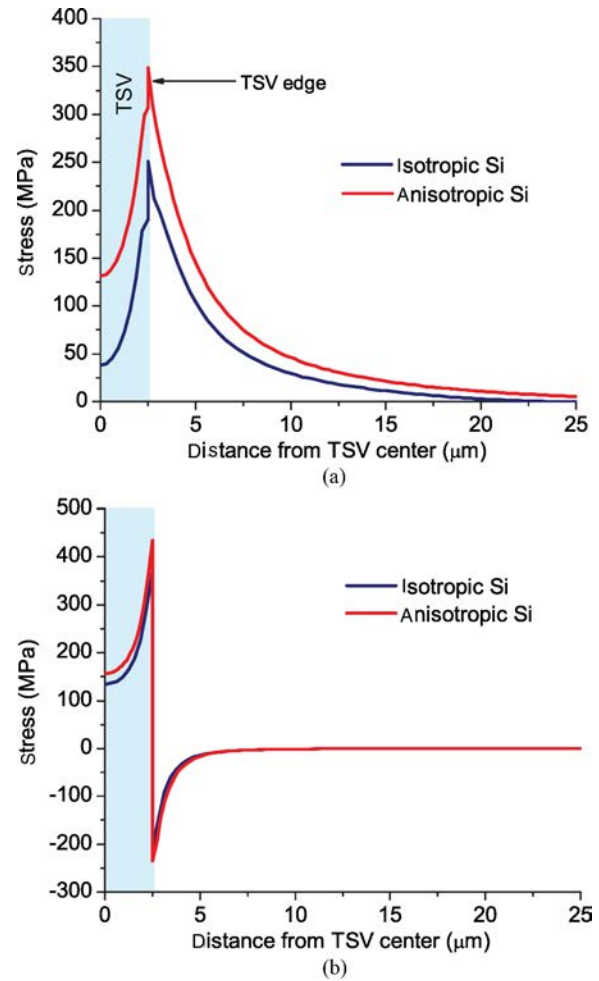 400
350
300
250
200
150
100
50
0
Stress (MPa)
TSV
TSV edge
Isotropic Si
Anisotropic Si
0 5 10 15 20 25
Distance from TSV center (μm)
(a)
500
400
300
200
100
0
-100
-200
-300
Stress (MPa)
Isotropic Si
Anisotropic Si
0 5 10 15 20 25
Distance from TSV center (μm)
(b)